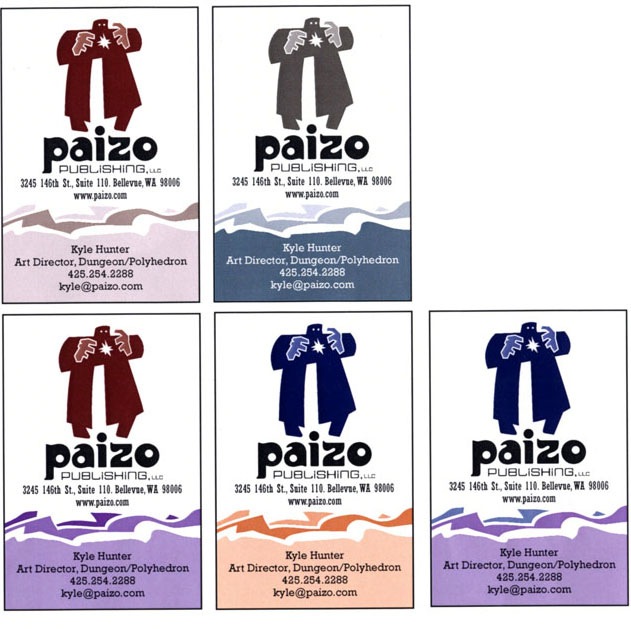 paizo
PUBLISHING, LLC
3245 146th St., Suite 110. Bellevue, WA 98006
www.paizo.com
Kyle Hunter
Art Director, Dungeon/Polyhedron
425.254.2288
kyle@paizo.com
paizo
PUBLISHING, LLC
3245 146th St., Suite 110. Bellevue, WA 98006
www.paizo.com
Kyle Hunter
Art Director, Dungeon/Polyhedron
425.254.2288
kyle@paizo.com
paizo
PUBLISHING, LLC
3245 146th St., Suite 110. Bellevue, WA 98006
www.paizo.com
Kyle Hunter
Art Director, Dungeon/Polyhedron
425.254.2288
kyle@paizo.com
paizo
PUBLISHING, LLC
3245 146th St., Suite 110. Bellevue, WA 98006
www.paizo.com
Kyle Hunter
Art Director, Dungeon/Polyhedron
425.254.2288
kyle@paizo.com
paizo
PUBLISHING, LLC
3245 146th St., Suite 110. Bellevue, WA 98006
www.paizo.com
Kyle Hunter
Art Director, Dungeon/Polyhedron
425.254.2288
kyle@paizo.com